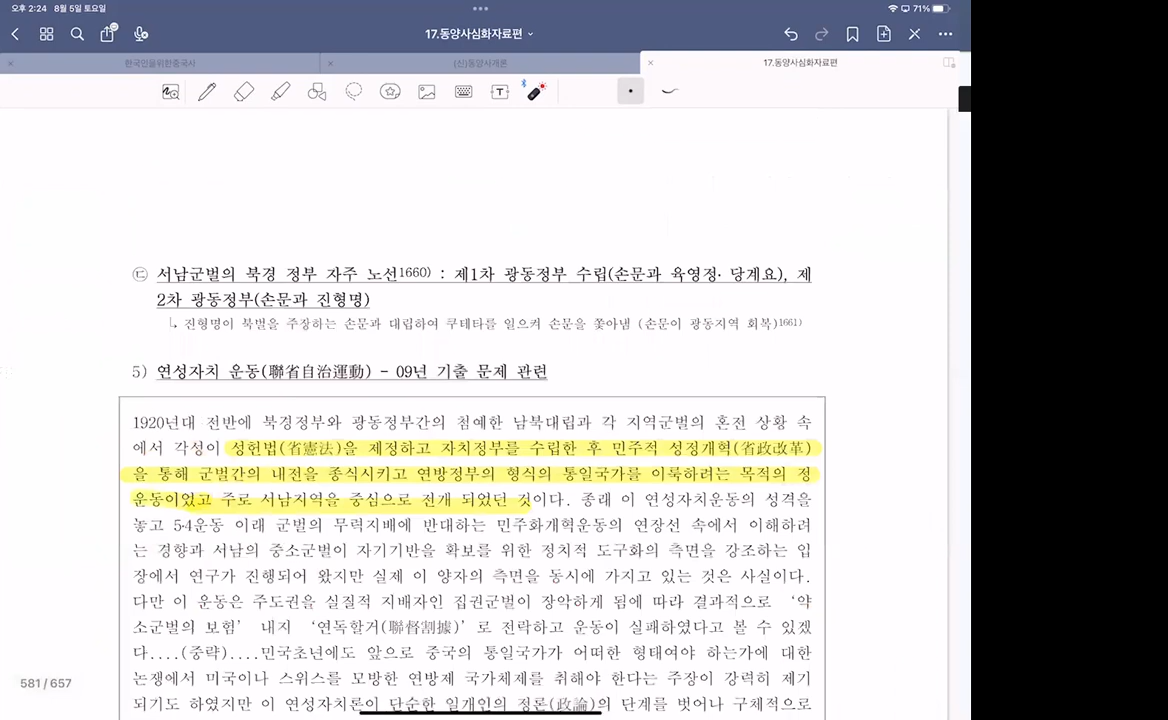 오후 2:24 8월 5일 토요일
71%
17.동양사심화자료편
한국인을위한중국사
(신)동양사개론
17.동양사심화자료편
㉢ 서남군벌의 북경 정부 자주 노선1660) : 제1차 광동정부 수립(손문과 육영정· 당계요), 제
2차 광동정부(손문과 진형명)
↳ 진형명이 북벌을 주장하는 손문과 대립하여 쿠테타를 일으켜 손문을 쫓아냄 (손문이 광동지역 회복)1661)
5) 연성자치 운동(聯省自治運動) - 09년 기출 문제 관련
1920년대 전반에 북경정부와 광동정부간의 첨예한 남북대립과 각 지역군벌의 혼전 상황 속
에서 각성이 성헌법(省憲法)을 제정하고 자치정부를 수립한 후 민주적 성정개혁(省政改革)
을 통해 군벌간의 내전을 종식시키고 연방정부의 형식의 통일국가를 이룩하려는 목적의 정
운동이었고 주로 서남지역을 중심으로 전개 되었던 것이다. 종래 이 연성자치운동의 성격을
놓고 5·4운동 이래 군벌의 무력지배에 반대하는 민주화개혁운동의 연장선 속에서 이해하려
는 경향과 서남의 중소군벌이 자기기반을 확보를 위한 정치적 도구화의 측면을 강조하는 입
장에서 연구가 진행되어 왔지만 실제 이 양자의 측면을 동시에 가지고 있는 것은 사실이다.
다만 이 운동은 주도권을 실질적 지배자인 집권군벌이 장악하게 됨에 따라 결과적으로 ‘약
소군벌의 보험’ 내지 ‘연독할거(聯督割據)’로 전락하고 운동이 실패하였다고 볼 수 있겠
다....(중략)....민국초년에도 앞으로 중국의 통일국가가 어떠한 형태여야 하는가에 대한
논쟁에서 미국이나 스위스를 모방한 연방제 국가체제를 취해야 한다는 주장이 강력히 제기
되기도 하였지만 이 연성자치론이 단순한 일개인의 정론(政論)의 단계를 벗어나 구체적으로
581/657